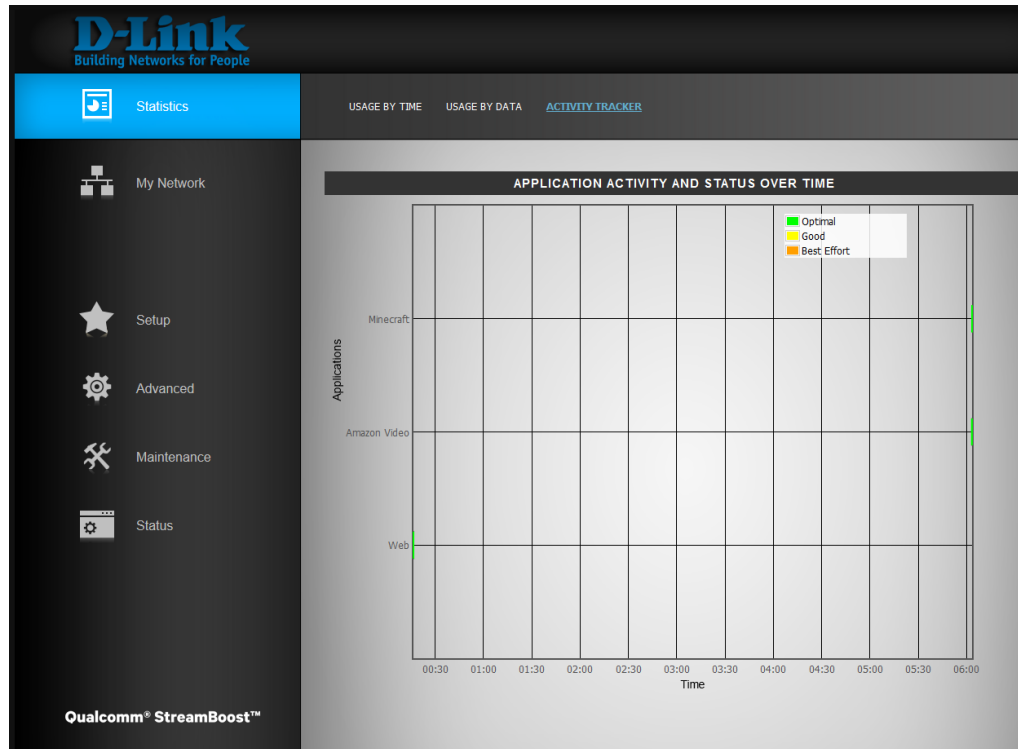 D-Link
Building Networks for People
Statistics
USAGE BY TIME USAGE BY DATA ACTIVITY TRACKER
My Network
Setup
Advanced
Maintenance
Status
Qualcomm® StreamBoost™
APPLICATION ACTIVITY AND STATUS OVER TIME
Optimal
Good
Best Effort
Applications
Minecraft
Amazon Video
Web
00:30 01:00 01:30 02:00 02:30 03:00 03:30 04:00 04:30 05:00 05:30 06:00
Time